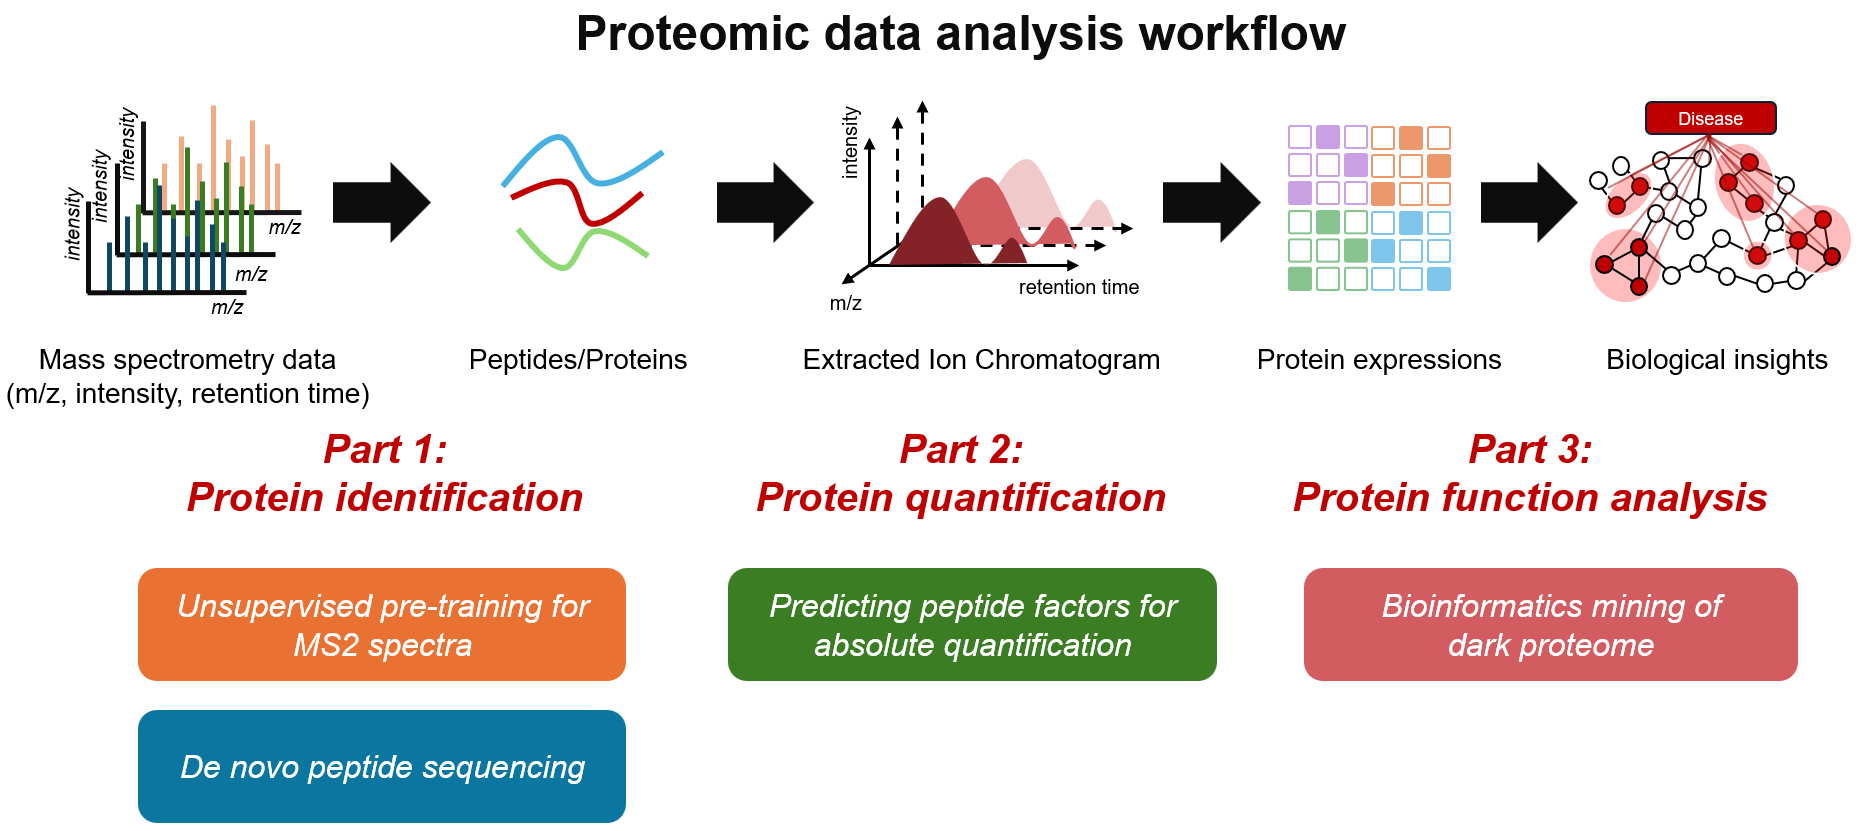 Proteomic data analysis workflow
intensity
m/z
intensity
m/z
intensity
m/z
intensity
m/z
retention time
Disease
Mass spectrometry data
(m/z, intensity, retention time)
Peptides/Proteins
Extracted Ion Chromatogram
Protein expressions
Biological insights
Part 1:
Protein identification
Part 2:
Protein quantification
Part 3:
Protein function analysis
Unsupervised pre-training for
MS2 spectra
De novo peptide sequencing
Predicting peptide factors for
absolute quantification
Bioinformatics mining of
dark proteome